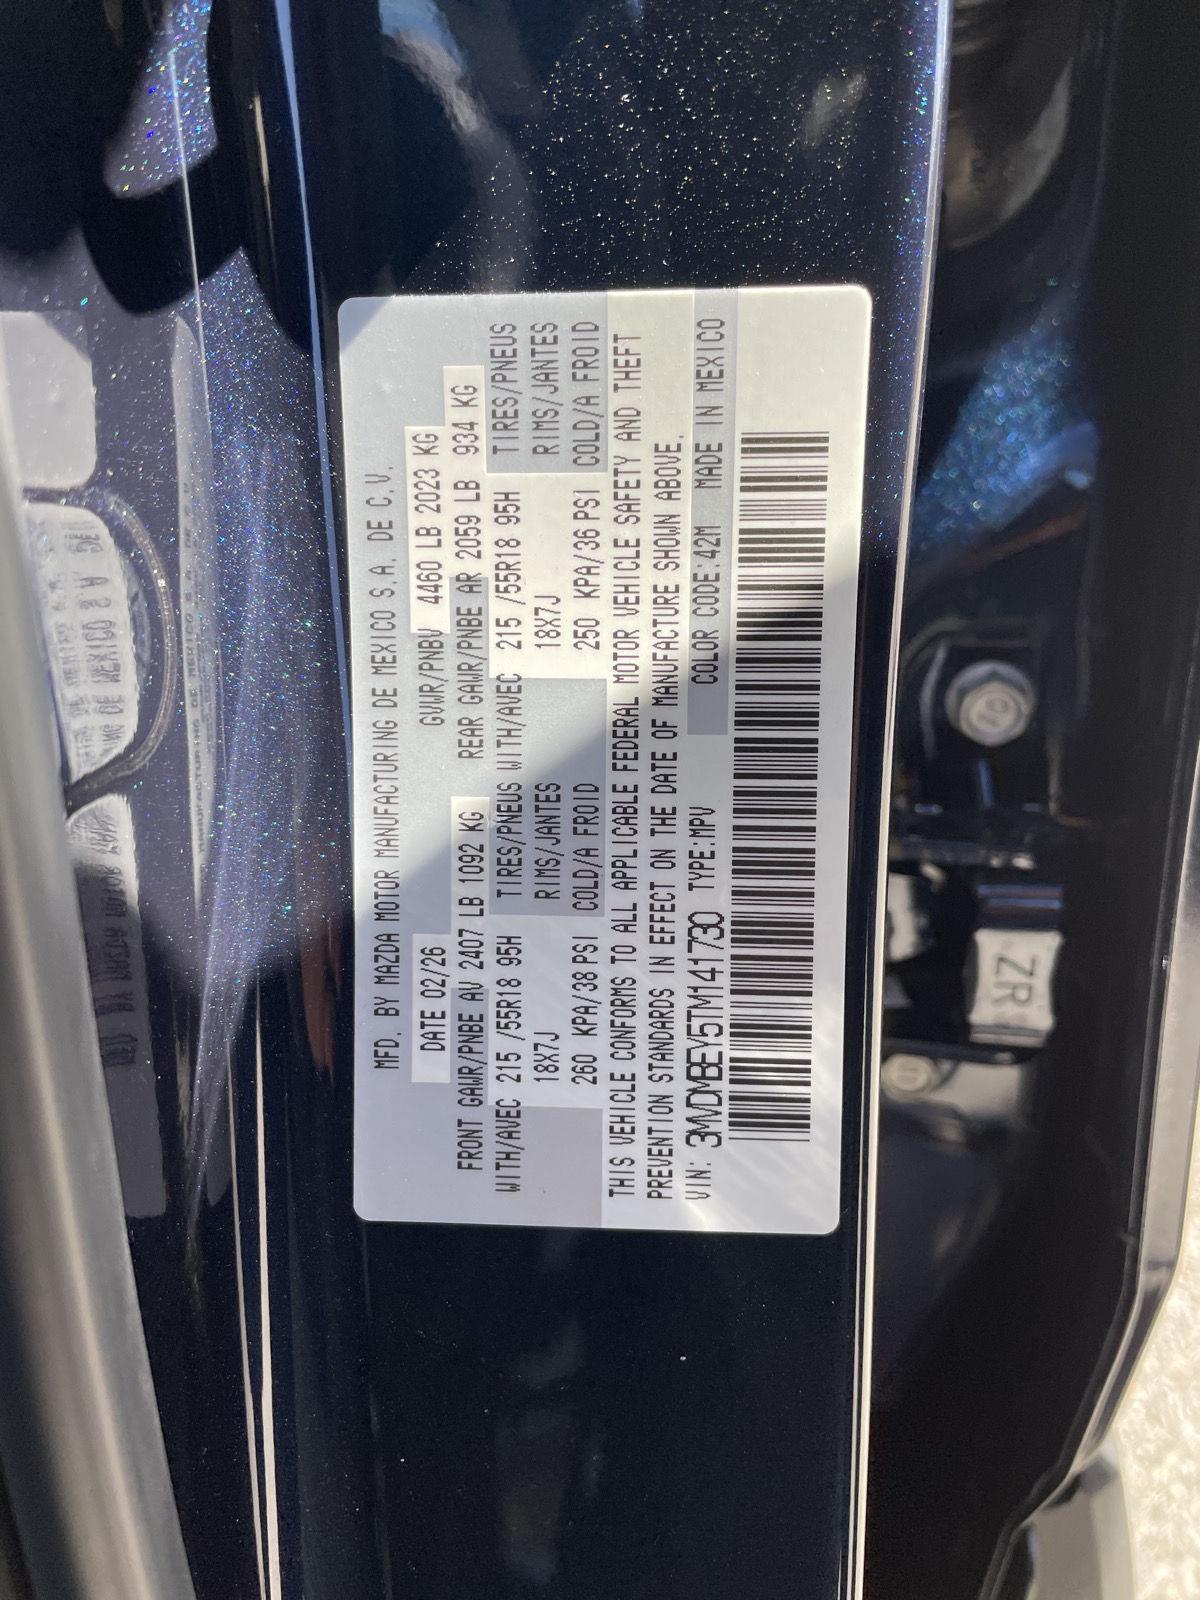 MFD. BY MAZDA MOTOR MANUFACTURING DE MEXICO S.A. DE C.V.
DATE 02/26 GVWR/PNBV 4460 LB 2023 KG
FRONT GAWR/PNBE AV 2407 LB 1092 KG REAR GAWR/PNBE AR 2059 LB 934 KG
WITH/AVEC 215 /55R18 95H TIRES/PNEUS WITH/AVEC 215 /55R18 95H TIRES/PNEUS
18X7J RIMS/JANTES 18X7J RIMS/JANTES
260 KPA/38 PSI COLD/A FROID 250 KPA/36 PSI COLD/A FROID
THIS VEHICLE CONFORMS TO ALL APPLICABLE FEDERAL MOTOR VEHICLE SAFETY AND THEFT
PREVENTION STANDARDS IN EFFECT ON THE DATE OF MANUFACTURE SHOWN ABOVE.
VIN: 3MVDMBEY5TM141730 TYPE:MPV COLOR CODE:42M MADE IN MEXICO
ZR
10